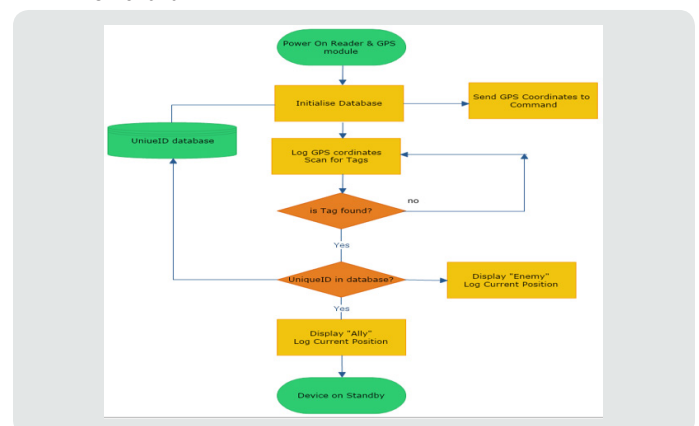 Power On Reader & GPS
module
Initialise Database
Send GPS Coordinates to
Command
UniueID database
Log GPS cordinates
Scan for Tags
no
is Tag found?
Yes
UniqueID in database?
Display "Enemy"
Log Current Position
Yes
Display "Ally"
Log Current Position
Device on Standby